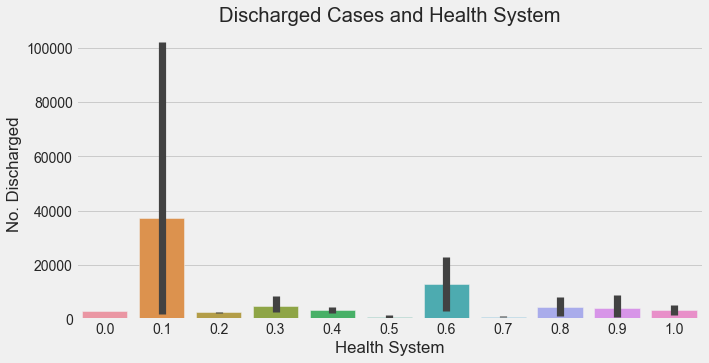 Discharged Cases and Health System
100000
80000
60000
40000
20000
0
No. Discharged
0.0 0.1 0.2 0.3 0.4 0.5 0.6 0.7 0.8 0.9 1.0
Health System